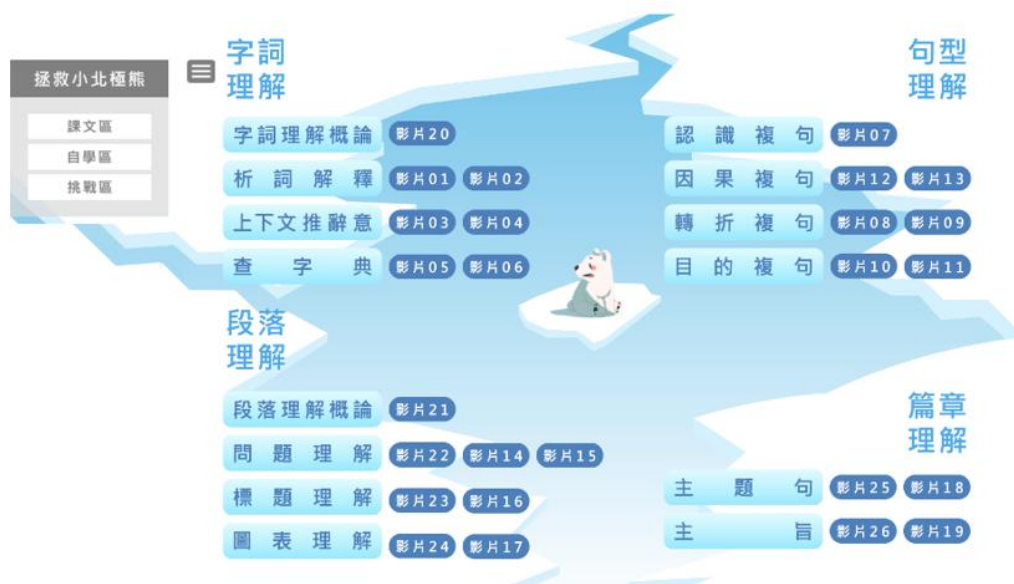 拯救小北極熊
課文區
自學區
挑戰區
字詞
理解
字詞理解概論 影片20
析詞解釋 影片01 影片02
上下文推辭意 影片03 影片04
查字典 影片05 影片06
句型
理解
認識複句 影片07
因果複句 影片12 影片13
轉折複句 影片08 影片09
目的複句 影片10 影片11
段落
理解
段落理解概論 影片21
問題理解 影片22 影片14 影片15
標題理解 影片23 影片16
圖表理解 影片24 影片17
篇章
理解
主題句 影片25 影片18
主旨 影片26 影片19